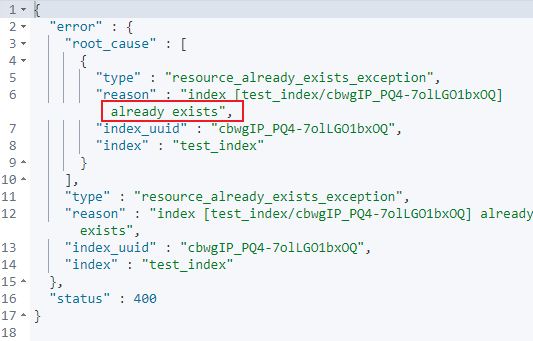 1 {
2 "error" : {
3 "root_cause" : [
4 {
5 "type" : "resource_already_exists_exception",
6 "reason" : "index [test_index/cbwgIP_PQ4-7olLGO1bxOQ]
already exists",
7 "index_uuid" : "cbwgIP_PQ4-7olLGO1bxOQ",
8 "index" : "test_index"
9 }
10 ],
11 "type" : "resource_already_exists_exception",
12 "reason" : "index [test_index/cbwgIP_PQ4-7olLGO1bxOQ] already
exists",
13 "index_uuid" : "cbwgIP_PQ4-7olLGO1bxOQ",
14 "index" : "test_index"
15 },
16 "status" : 400
17 }
18